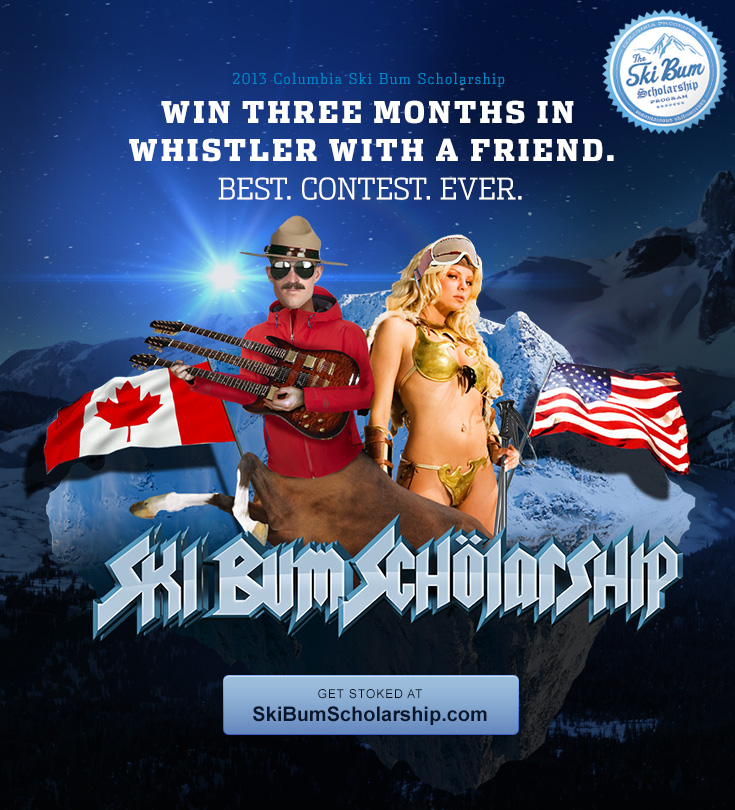 2013 Columbia Ski Bum Scholarship
WIN THREE MONTHS IN
WHISTLER WITH A FRIEND.
BEST. CONTEST. EVER.
The
Ski Bum
Scholarship
PROGRAM
SKI BUM SCHÖLARSHIP
GET STOKED AT
SkiBumScholarship.com